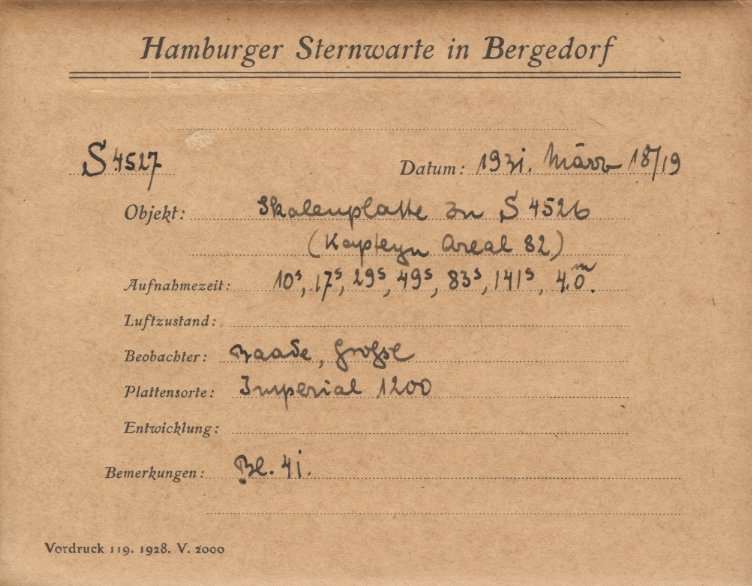 Hamburger Sternwarte in Bergedorf
S 4527 Datum: 1931. März 18/19
Objekt: Skalenplatte zu S 4526
(Kapteyn Areal 82)
Aufnahmezeit: 10ˢ, 17ˢ, 29ˢ, 49ˢ, 83ˢ, 141ˢ, 4.0ᵐ.
Luftzustand:
Beobachter: Baade, Große
Plattensorte: Imperial 1200
Entwicklung:
Bemerkungen: Bl. 41.
Vordruck 119. 1928. V. 2000